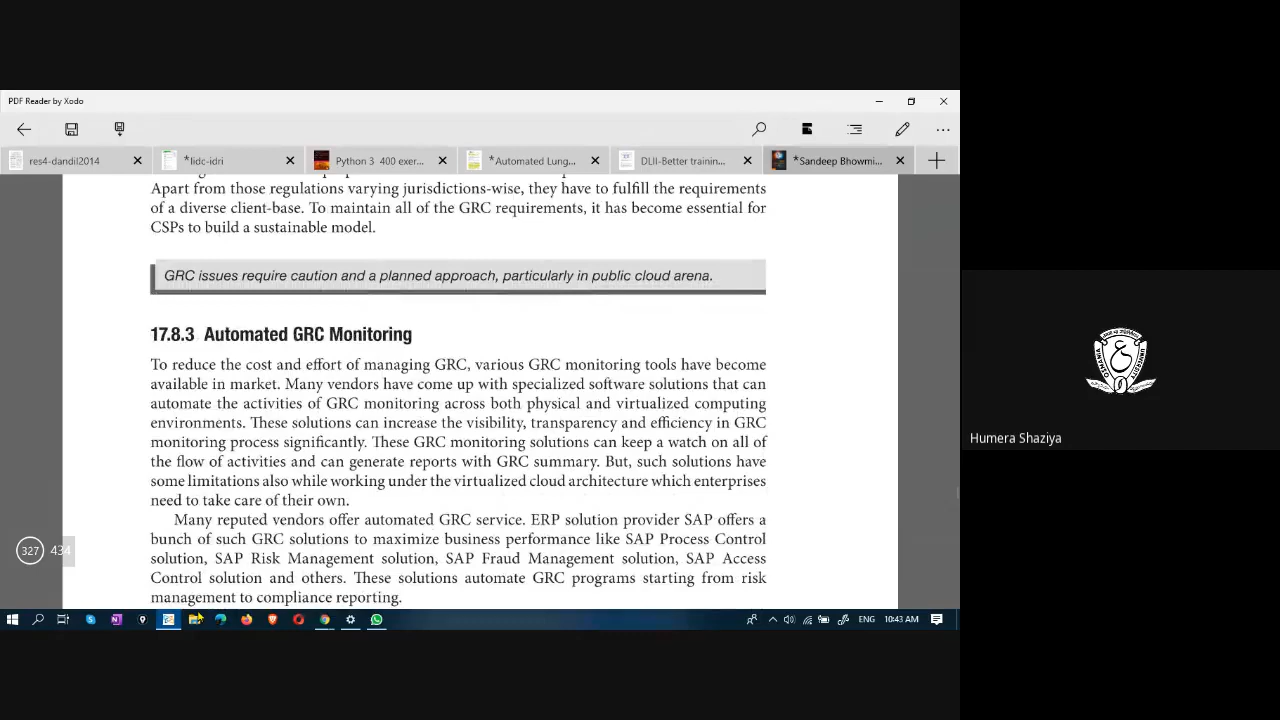 PDF Reader by Xodo
res4-dandil2014
*lidc-idri
Python 3 400 exer...
*Automated Lung...
DLII-Better trainin...
*Sandeep Bhowmi...
Apart from those regulations varying jurisdictions-wise, they have to fulfill the requirements
of a diverse client-base. To maintain all of the GRC requirements, it has become essential for
CSPs to build a sustainable model.
GRC issues require caution and a planned approach, particularly in public cloud arena.
17.8.3 Automated GRC Monitoring
To reduce the cost and effort of managing GRC, various GRC monitoring tools have become
available in market. Many vendors have come up with specialized software solutions that can
automate the activities of GRC monitoring across both physical and virtualized computing
environments. These solutions can increase the visibility, transparency and efficiency in GRC
monitoring process significantly. These GRC monitoring solutions can keep a watch on all of
the flow of activities and can generate reports with GRC summary. But, such solutions have
some limitations also while working under the virtualized cloud architecture which enterprises
need to take care of their own.
Many reputed vendors offer automated GRC service. ERP solution provider SAP offers a
bunch of such GRC solutions to maximize business performance like SAP Process Control
solution, SAP Risk Management solution, SAP Fraud Management solution, SAP Access
Control solution and others. These solutions automate GRC programs starting from risk
management to compliance reporting.
327 434
ENG 10:43 AM
Humera Shaziya